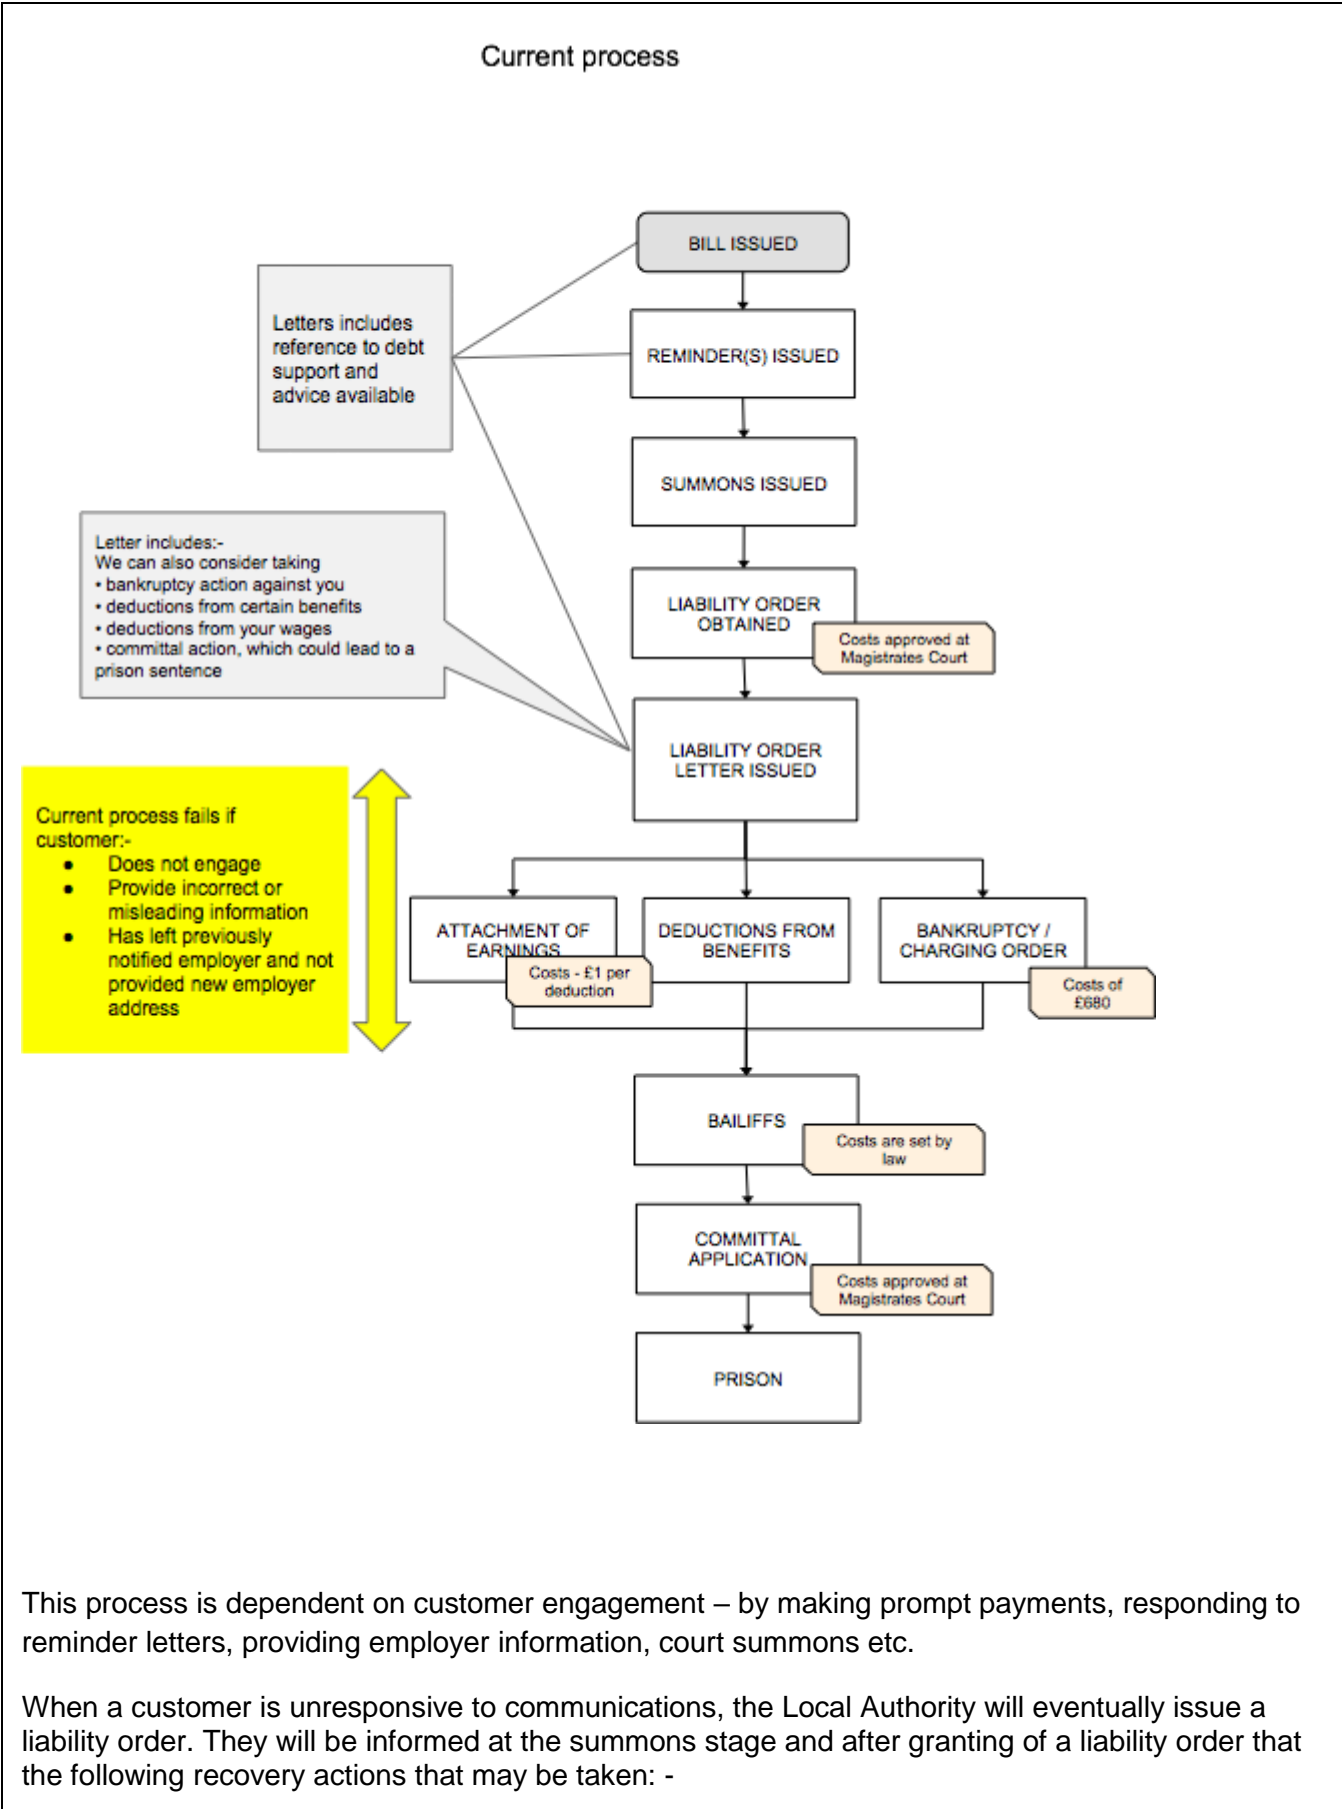 Current process
BILL ISSUED
Letters includes
reference to debt
support and
advice available
REMINDER(S) ISSUED
SUMMONS ISSUED
Letter includes:-
We can also consider taking
• bankruptcy action against you
• deductions from certain benefits
• deductions from your wages
• committal action, which could lead to a
prison sentence
LIABILITY ORDER
OBTAINED
Costs approved at
Magistrates Court
LIABILITY ORDER
LETTER ISSUED
Current process fails if
customer:-
● Does not engage
● Provide incorrect or
misleading information
● Has left previously
notified employer and not
provided new employer
address
ATTACHMENT OF
EARNINGS
Costs - £1 per
deduction
DEDUCTIONS FROM
BENEFITS
BANKRUPTCY /
CHARGING ORDER
Costs of
£680
BAILIFFS
Costs are set by
law
COMMITTAL
APPLICATION
Costs approved at
Magistrates Court
PRISON
This process is dependent on customer engagement – by making prompt payments, responding to
reminder letters, providing employer information, court summons etc.
When a customer is unresponsive to communications, the Local Authority will eventually issue a
liability order. They will be informed at the summons stage and after granting of a liability order that
the following recovery actions that may be taken: -